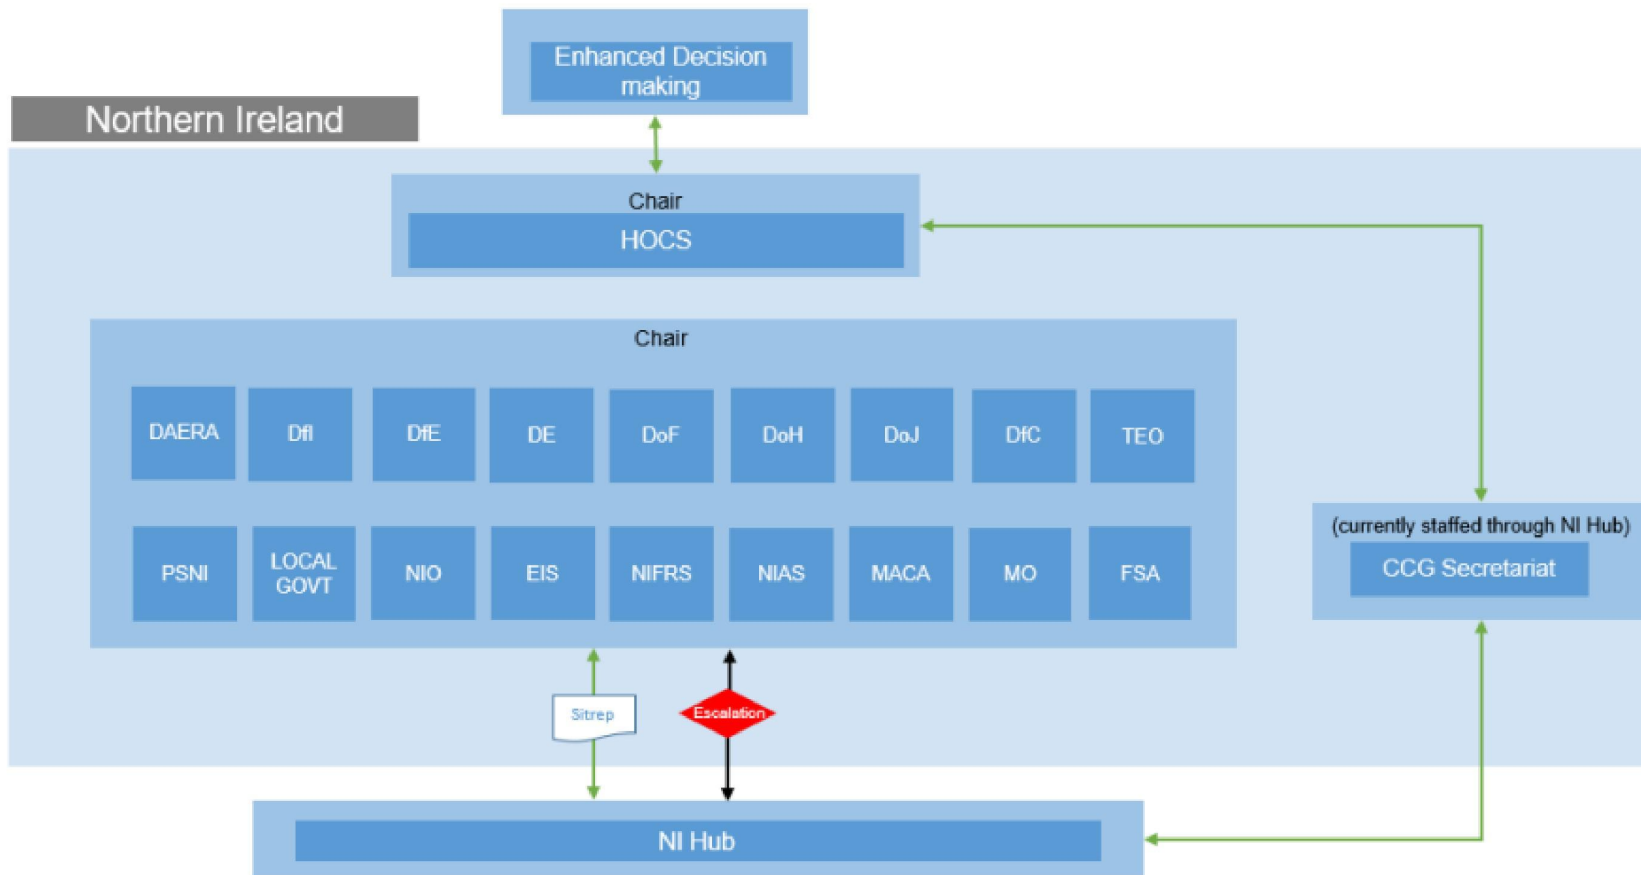 Enhanced Decision
making
Northern Ireland
Chair
HOCS
Chair
DAERA
DfI
DfE
DE
DoF
DoH
DoJ
DfC
TEO
PSNI
LOCAL
GOVT
NIO
EIS
NIFRS
NIAS
MACA
MO
FSA
(currently staffed through NI Hub)
CCG Secretariat
Sitrep
Escalation
NI Hub